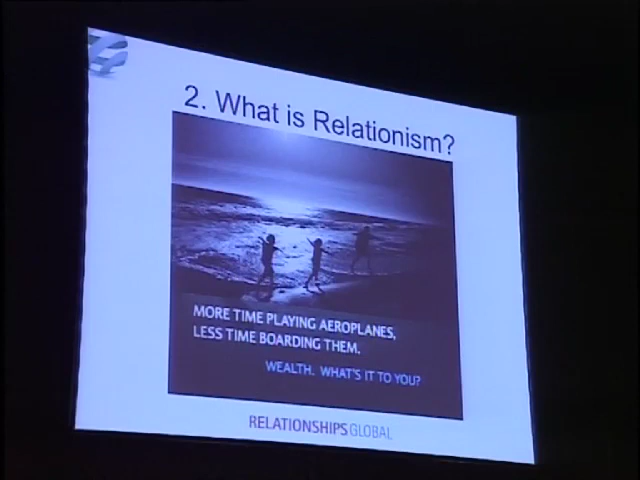 2. What is Relationism?
MORE TIME PLAYING AEROPLANES,
LESS TIME BOARDING THEM.
WEALTH. WHAT'S IT TO YOU?
RELATIONSHIPS GLOBAL